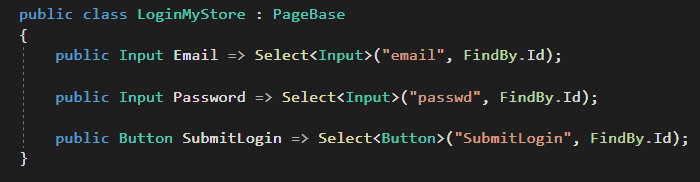 public class LoginMyStore : PageBase
{
public Input Email => Select<Input>("email", FindBy.Id);
public Input Password => Select<Input>("passwd", FindBy.Id);
public Button SubmitLogin => Select<Button>("SubmitLogin", FindBy.Id);
}